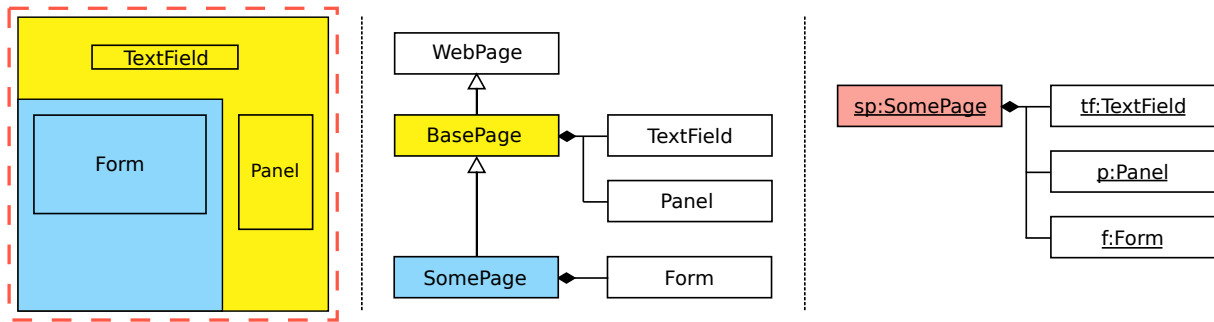 TextField
Form
Panel
WebPage
BasePage
TextField
Panel
SomePage
Form
sp:SomePage
tf:TextField
p:Panel
f:Form